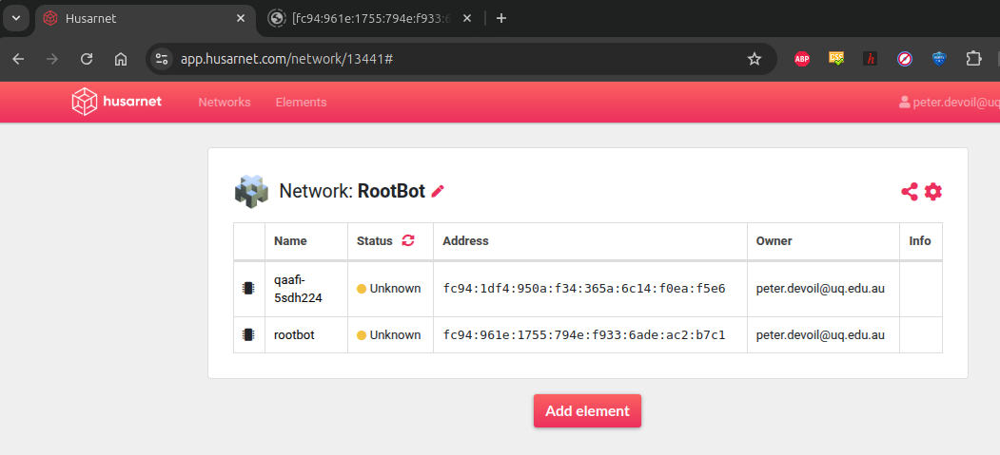 Husarnet
[fc94:961e:1755:794e:f933:6
app.husarnet.com/network/13441#
ABP
h
husarnet
Networks
Elements
peter.devoil@uq
Network: RootBot
Name
Status
Address
Owner
Info
qaafi-
5sdh224
Unknown
fc94:1df4:950a:f34:365a:6c14:f0ea:f5e6
peter.devoil@uq.edu.au
rootbot
Unknown
fc94:961e:1755:794e:f933:6ade:ac2:b7c1
peter.devoil@uq.edu.au
Add element